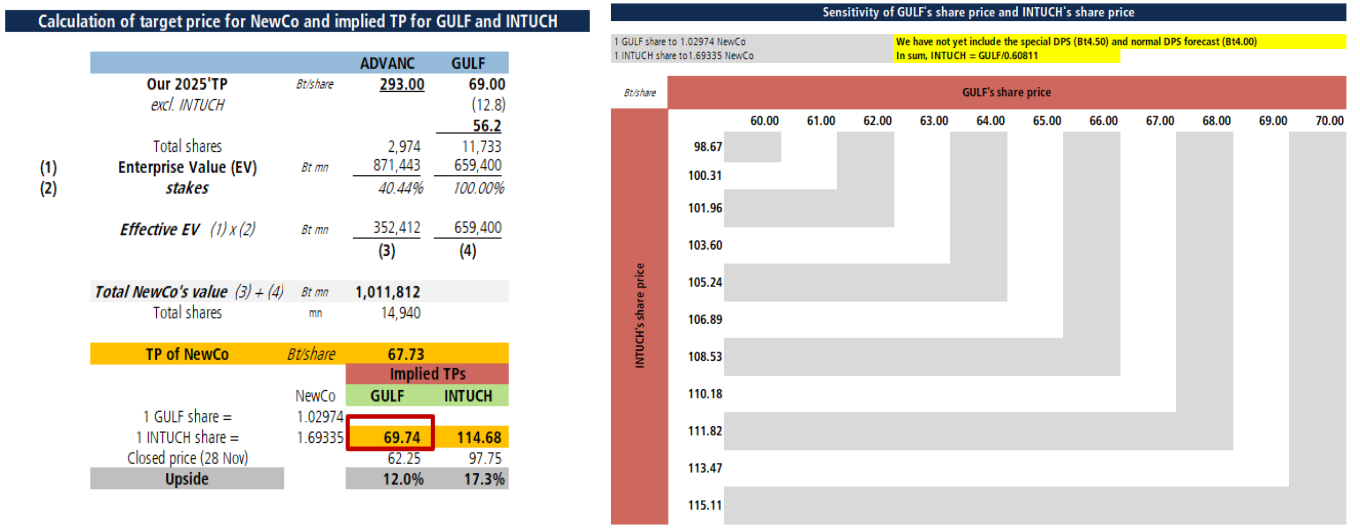 Calculation of target price for NewCo and implied TP for GULF and INTUCH
ADVANC GULF
Our 2025'TP Bt/share 293.00 69.00
excl. INTUCH (12.8)
56.2
Total shares 2,974 11,733
(1) Enterprise Value (EV) Bt mn 871,443 659,400
(2) stakes 40.44% 100.00%
Effective EV (1) x (2) Bt mn 352,412 659,400
(3) (4)
Total NewCo's value (3) + (4) Bt mn 1,011,812
Total shares mn 14,940
TP of NewCo Bt/share 67.73
Implied TPs
NewCo GULF INTUCH
1 GULF share = 1.02974
1 INTUCH share = 1.69335 69.74 114.68
Closed price (28 Nov) 62.25 97.75
Upside 12.0% 17.3%
Sensitivity of GULF's share price and INTUCH's share price
1 GULF share to 1.02974 NewCo We have not yet include the special DPS (Bt4.50) and normal DPS forecast (Bt4.00)
1 INTUCH share to1.69335 NewCo In sum, INTUCH = GULF/0.60811
Bt/share GULF's share price
60.00 61.00 62.00 63.00 64.00 65.00 66.00 67.00 68.00 69.00 70.00
INTUCH's share price
98.67
100.31
101.96
103.60
105.24
106.89
108.53
110.18
111.82
113.47
115.11